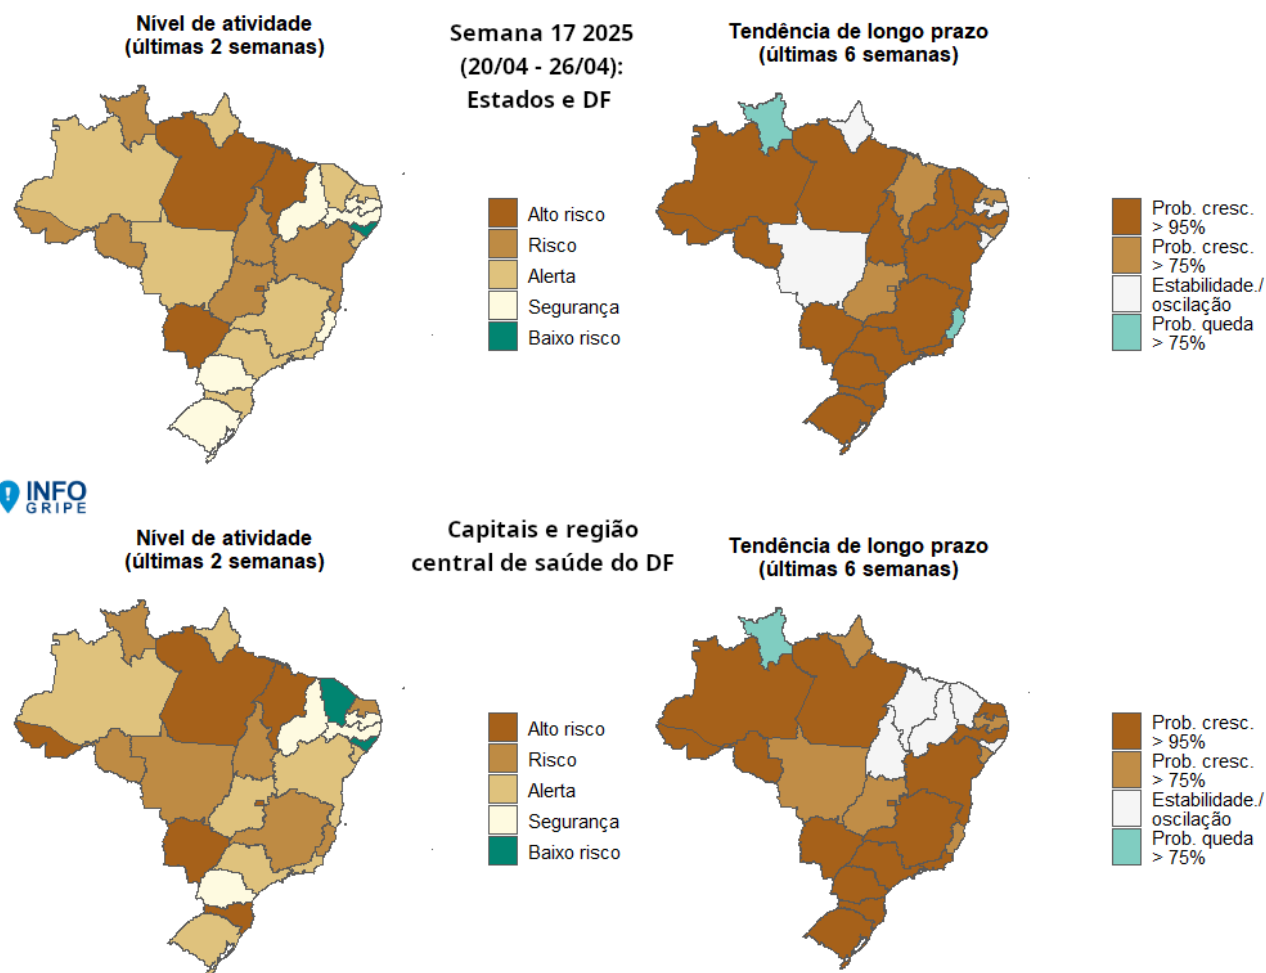 Nível de atividade
(últimas 2 semanas)
Semana 17 2025
(20/04 - 26/04):
Estados e DF
Tendência de longo prazo
(últimas 6 semanas)
Alto risco
Risco
Alerta
Segurança
Baixo risco
Prob. cresc.
> 95%
Prob. cresc.
> 75%
Estabilidade./
oscilação
Prob. queda
> 75%
INFO
GRIPE
Nível de atividade
(últimas 2 semanas)
Capitais e região
central de saúde do DF
Tendência de longo prazo
(últimas 6 semanas)
Alto risco
Risco
Alerta
Segurança
Baixo risco
Prob. cresc.
> 95%
Prob. cresc.
> 75%
Estabilidade./
oscilação
Prob. queda
> 75%